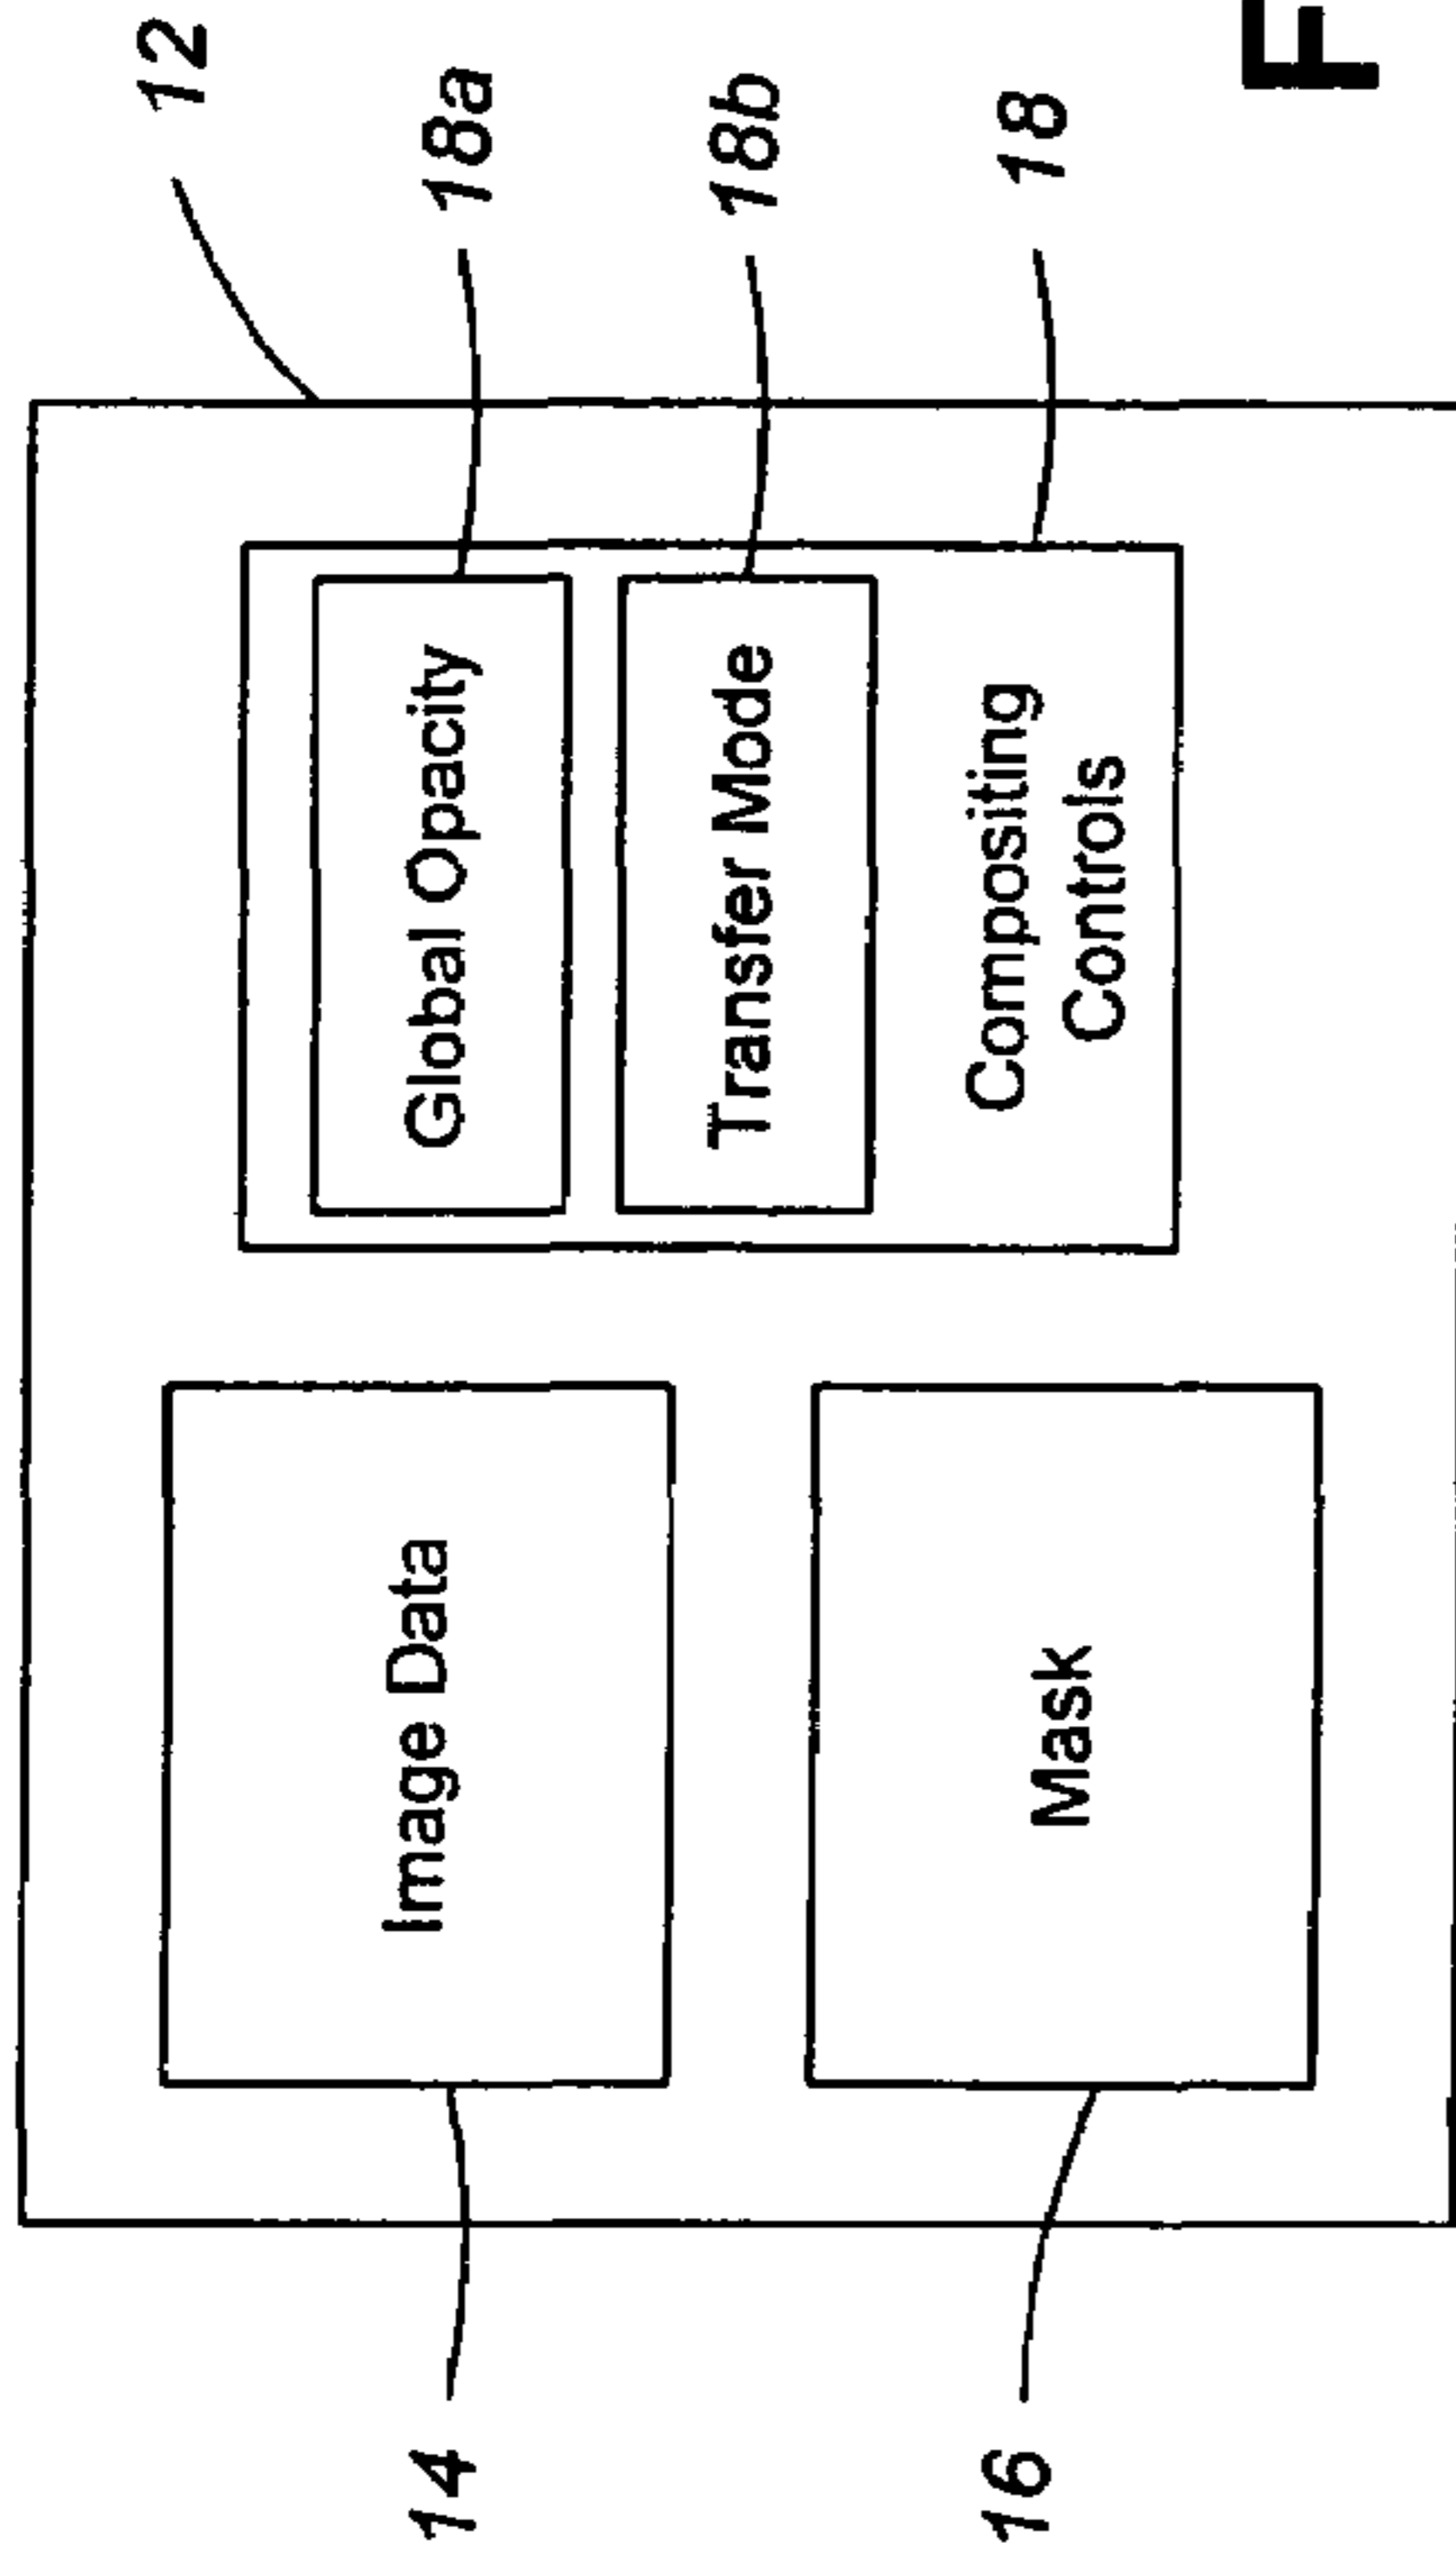 12
18a
Global Opacity
18b
Transfer Mode
18
Compositing
Controls
14
Image Data
16
Mask
F